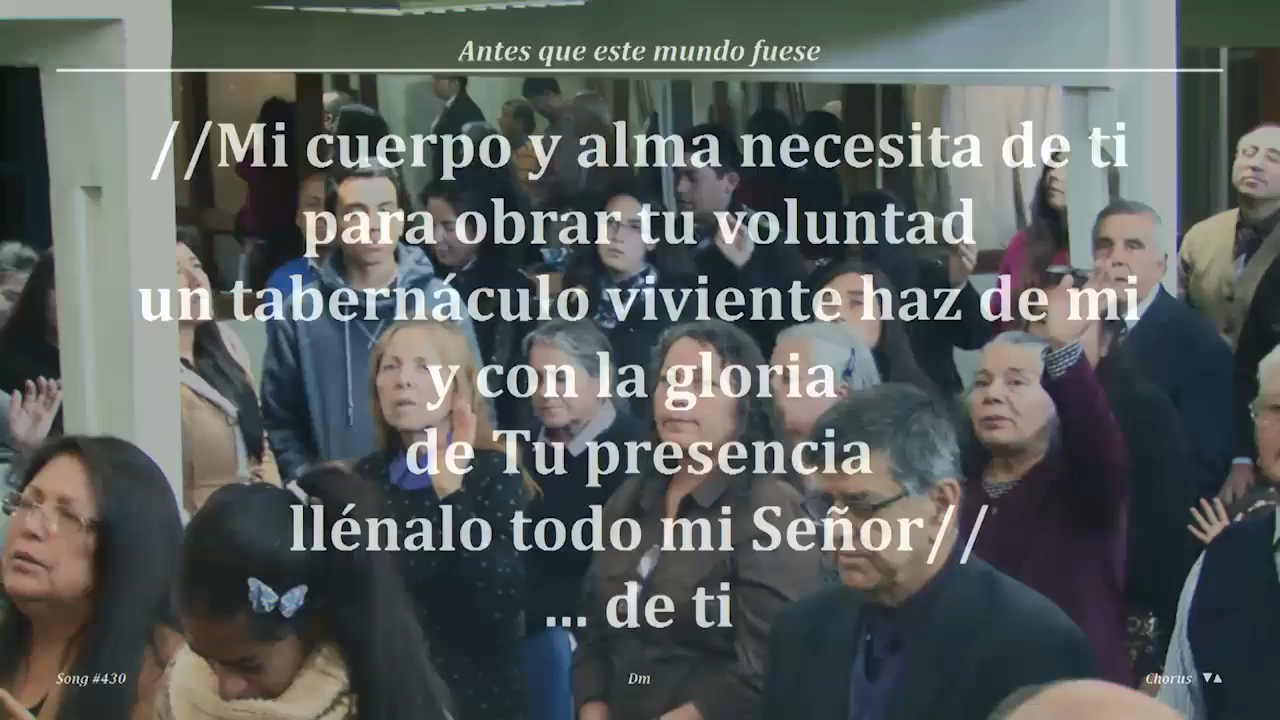 Antes que este mundo fuese
//Mi cuerpo y alma necesita de ti
para obrar tu voluntad
un tabernáculo viviente haz de mi
y con la gloria
de Tu presencia
llénalo todo mi Señor//
... de ti
Song #430 Dm Chorus ▼▲